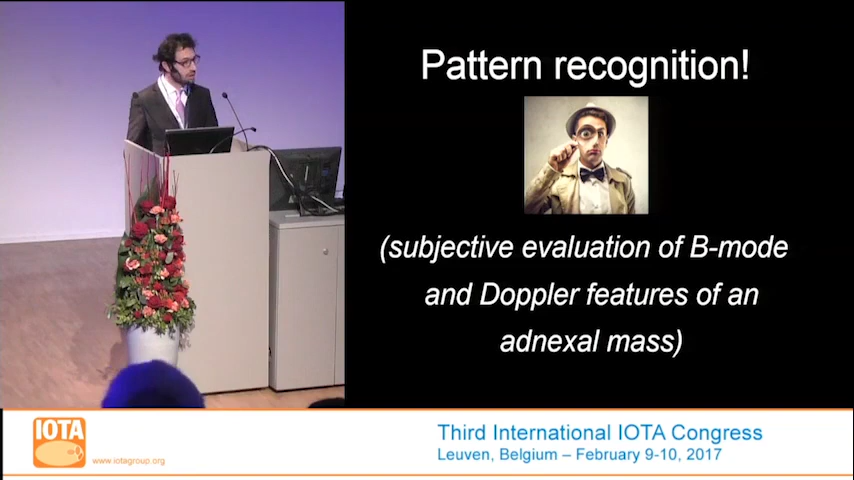 Pattern recognition!
(subjective evaluation of B-mode
and Doppler features of an
adnexal mass)
IOTA
www.iotagroup.org
Third International IOTA Congress
Leuven, Belgium – February 9-10, 2017